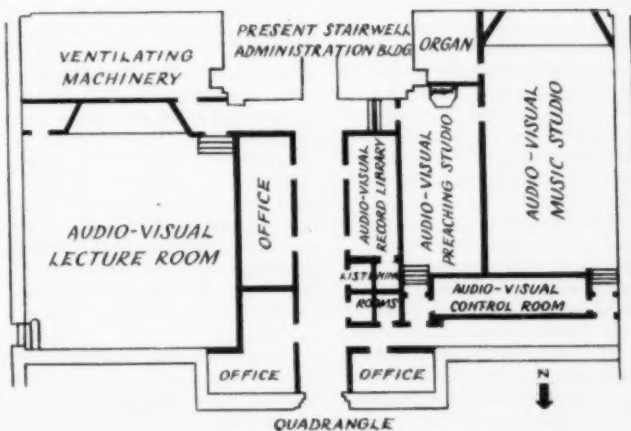 VENTILATING
MACHINERY
PRESENT STAIRWELL
ADMINISTRATION BLDG.
ORGAN
AUDIO-VISUAL
LECTURE ROOM
OFFICE
AUDIO-VISUAL
RECORD LIBRARY
AUDIO-VISUAL
PREACHING STUDIO
AUDIO-VISUAL
MUSIC STUDIO
LISTENING
ROOMS
AUDIO-VISUAL
CONTROL ROOM
OFFICE
OFFICE
N
QUADRANGLE